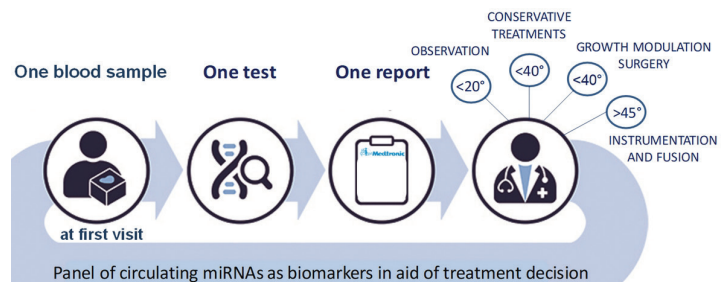 CONSERVATIVE
TREATMENTS
OBSERVATION
GROWTH MODULATION
SURGERY
One blood sample
One test
One report
<20°
<40°
<40°
>45°
INSTRUMENTATION
AND FUSION
Medtronic
at first visit
Panel of circulating miRNAs as biomarkers in aid of treatment decision